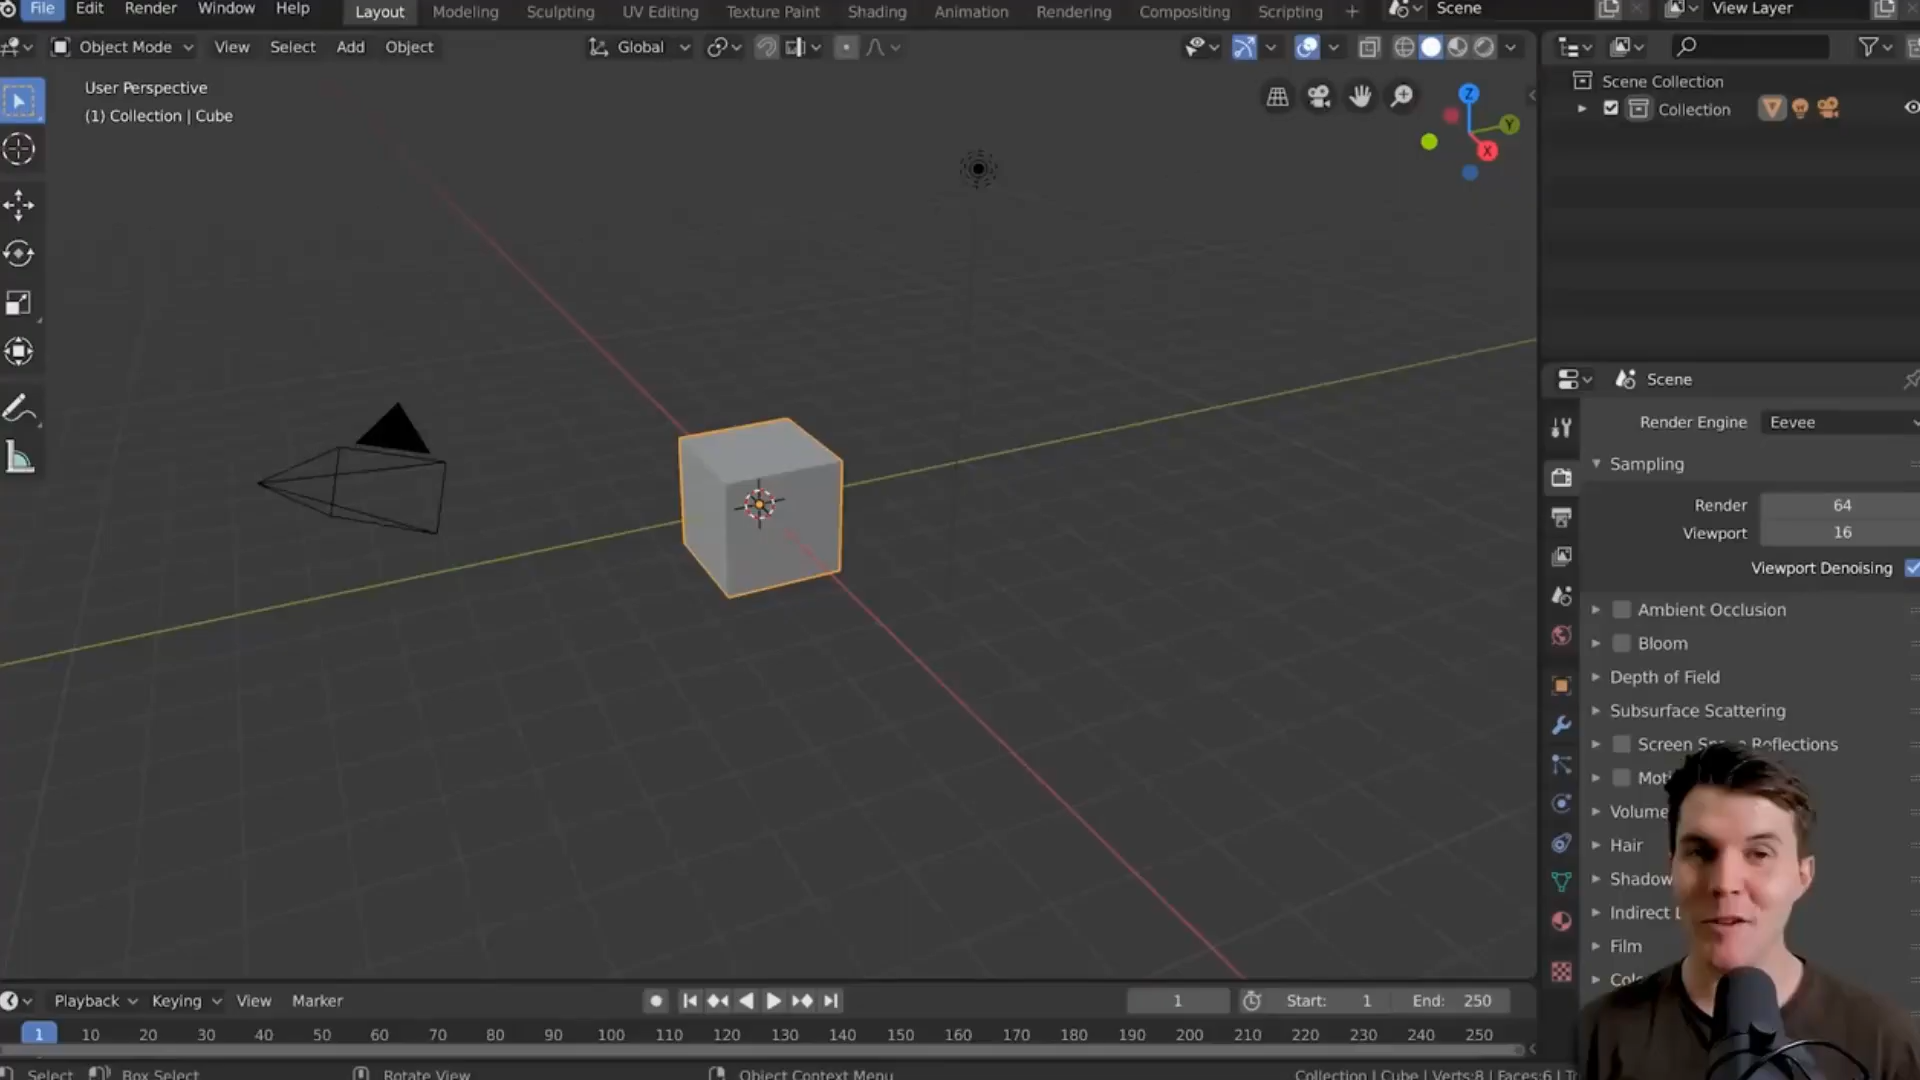 File Edit Render Window Help Layout Modeling Sculpting UV Editing Texture Paint Shading Animation Rendering Compositing Scripting + Scene View Layer
Object Mode View Select Add Object Global
User Perspective
(1) Collection | Cube
Z
Y
X
Scene Collection
Collection
Scene
Render Engine Eevee
Sampling
Render 64
Viewport 16
Viewport Denoising
Ambient Occlusion
Bloom
Depth of Field
Subsurface Scattering
Screen Space Reflections
Mot
Volume
Hair
Shadow
Indirect L
Film
Colo
Playback Keying View Marker 1 Start: 1 End: 250
1 10 20 30 40 50 60 70 80 90 100 110 120 130 140 150 160 170 180 190 200 210 220 230 240 250
Select Box Select Rotate View Object Context Menu Collection | Cube | Verts:8 | Faces:6 | T